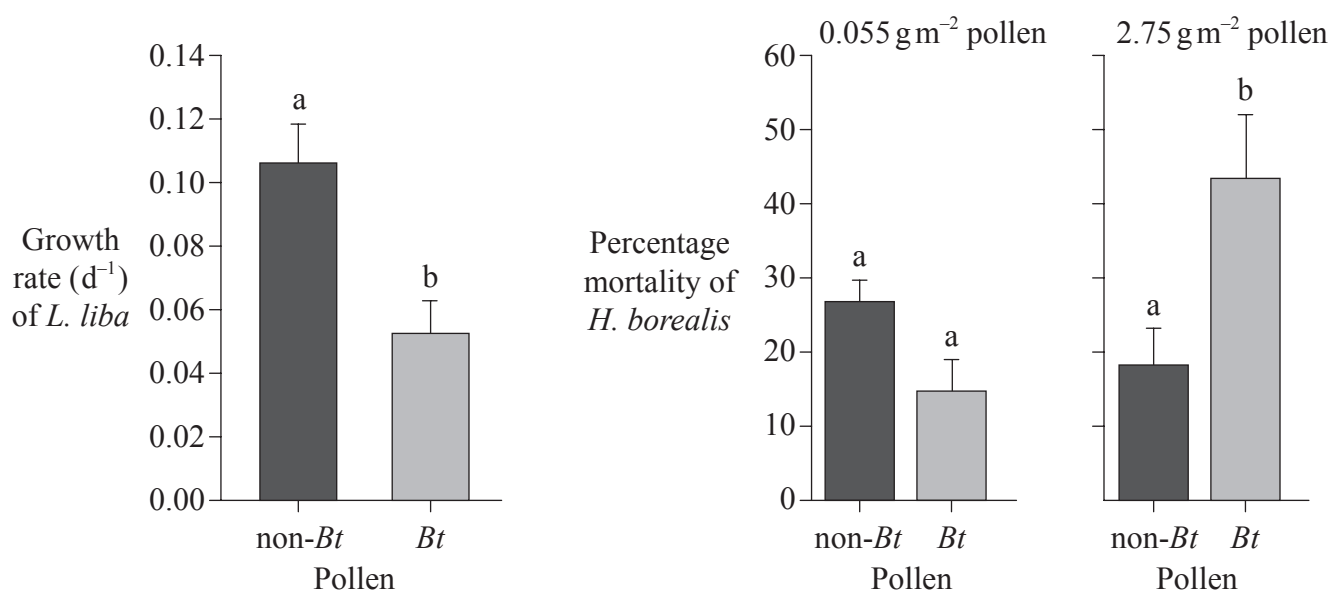 0.14
0.12
0.10
0.08
0.06
0.04
0.02
0.00
Growth
rate (d⁻¹)
of L. liba
a
b
non-Bt Bt
Pollen
Percentage
mortality of
H. borealis
60
50
40
30
20
10
0
0.055 g m⁻² pollen
a
a
non-Bt Bt
Pollen
2.75 g m⁻² pollen
a
b
non-Bt Bt
Pollen